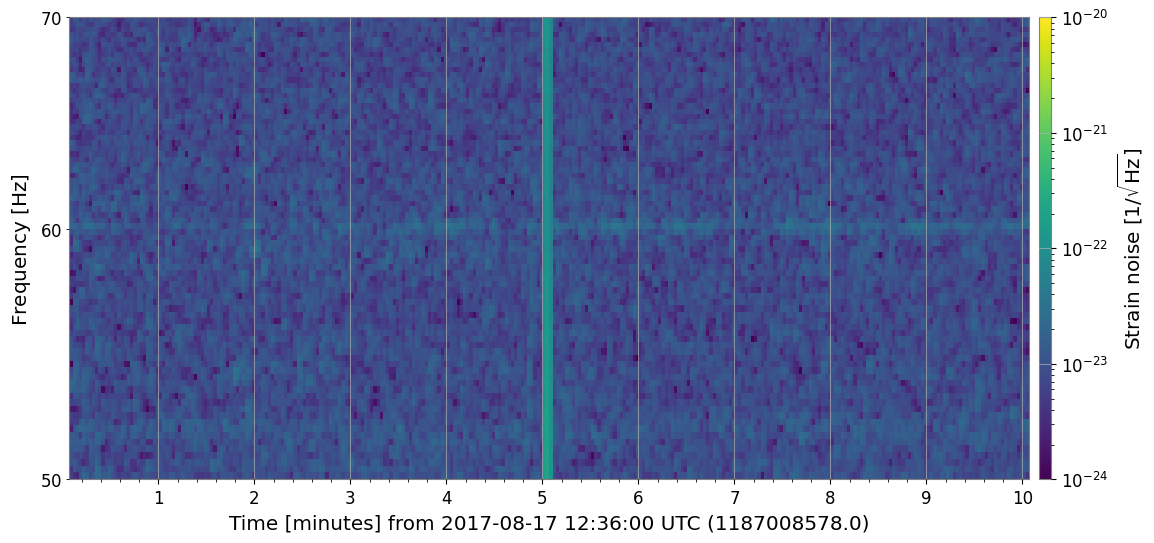 70
60
50
Frequency [Hz]
1 2 3 4 5 6 7 8 9 10
Time [minutes] from 2017-08-17 12:36:00 UTC (1187008578.0)
10⁻²⁰
10⁻²¹
10⁻²²
10⁻²³
10⁻²⁴
Strain noise [1/√Hz]